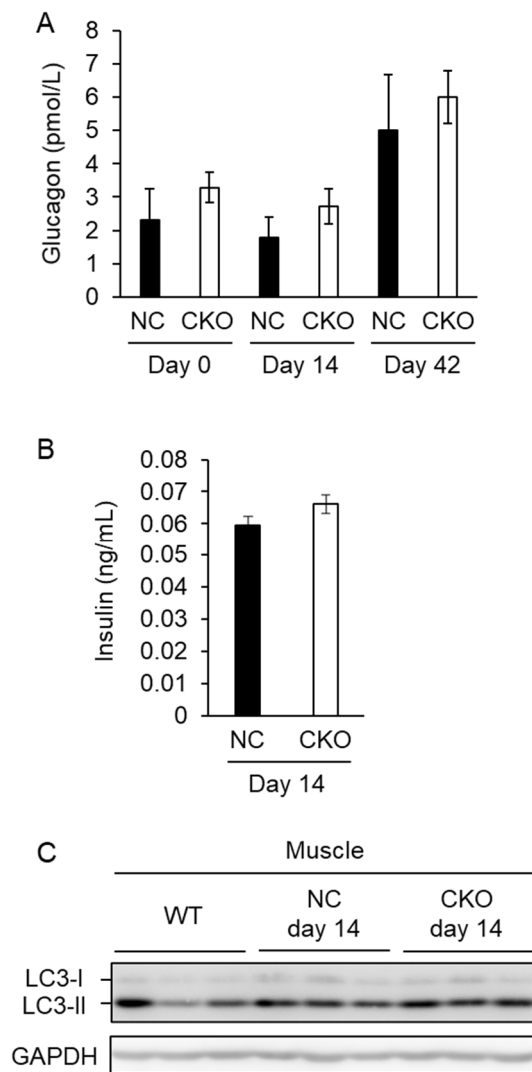 A
Glucagon (pmol/L)
8
7
6
5
4
3
2
1
0
NC CKO NC CKO NC CKO
Day 0 Day 14 Day 42
B
Insulin (ng/mL)
0.08
0.07
0.06
0.05
0.04
0.03
0.02
0.01
0
NC CKO
Day 14
C
Muscle
WT NC day 14 CKO day 14
LC3-I
LC3-II
GAPDH